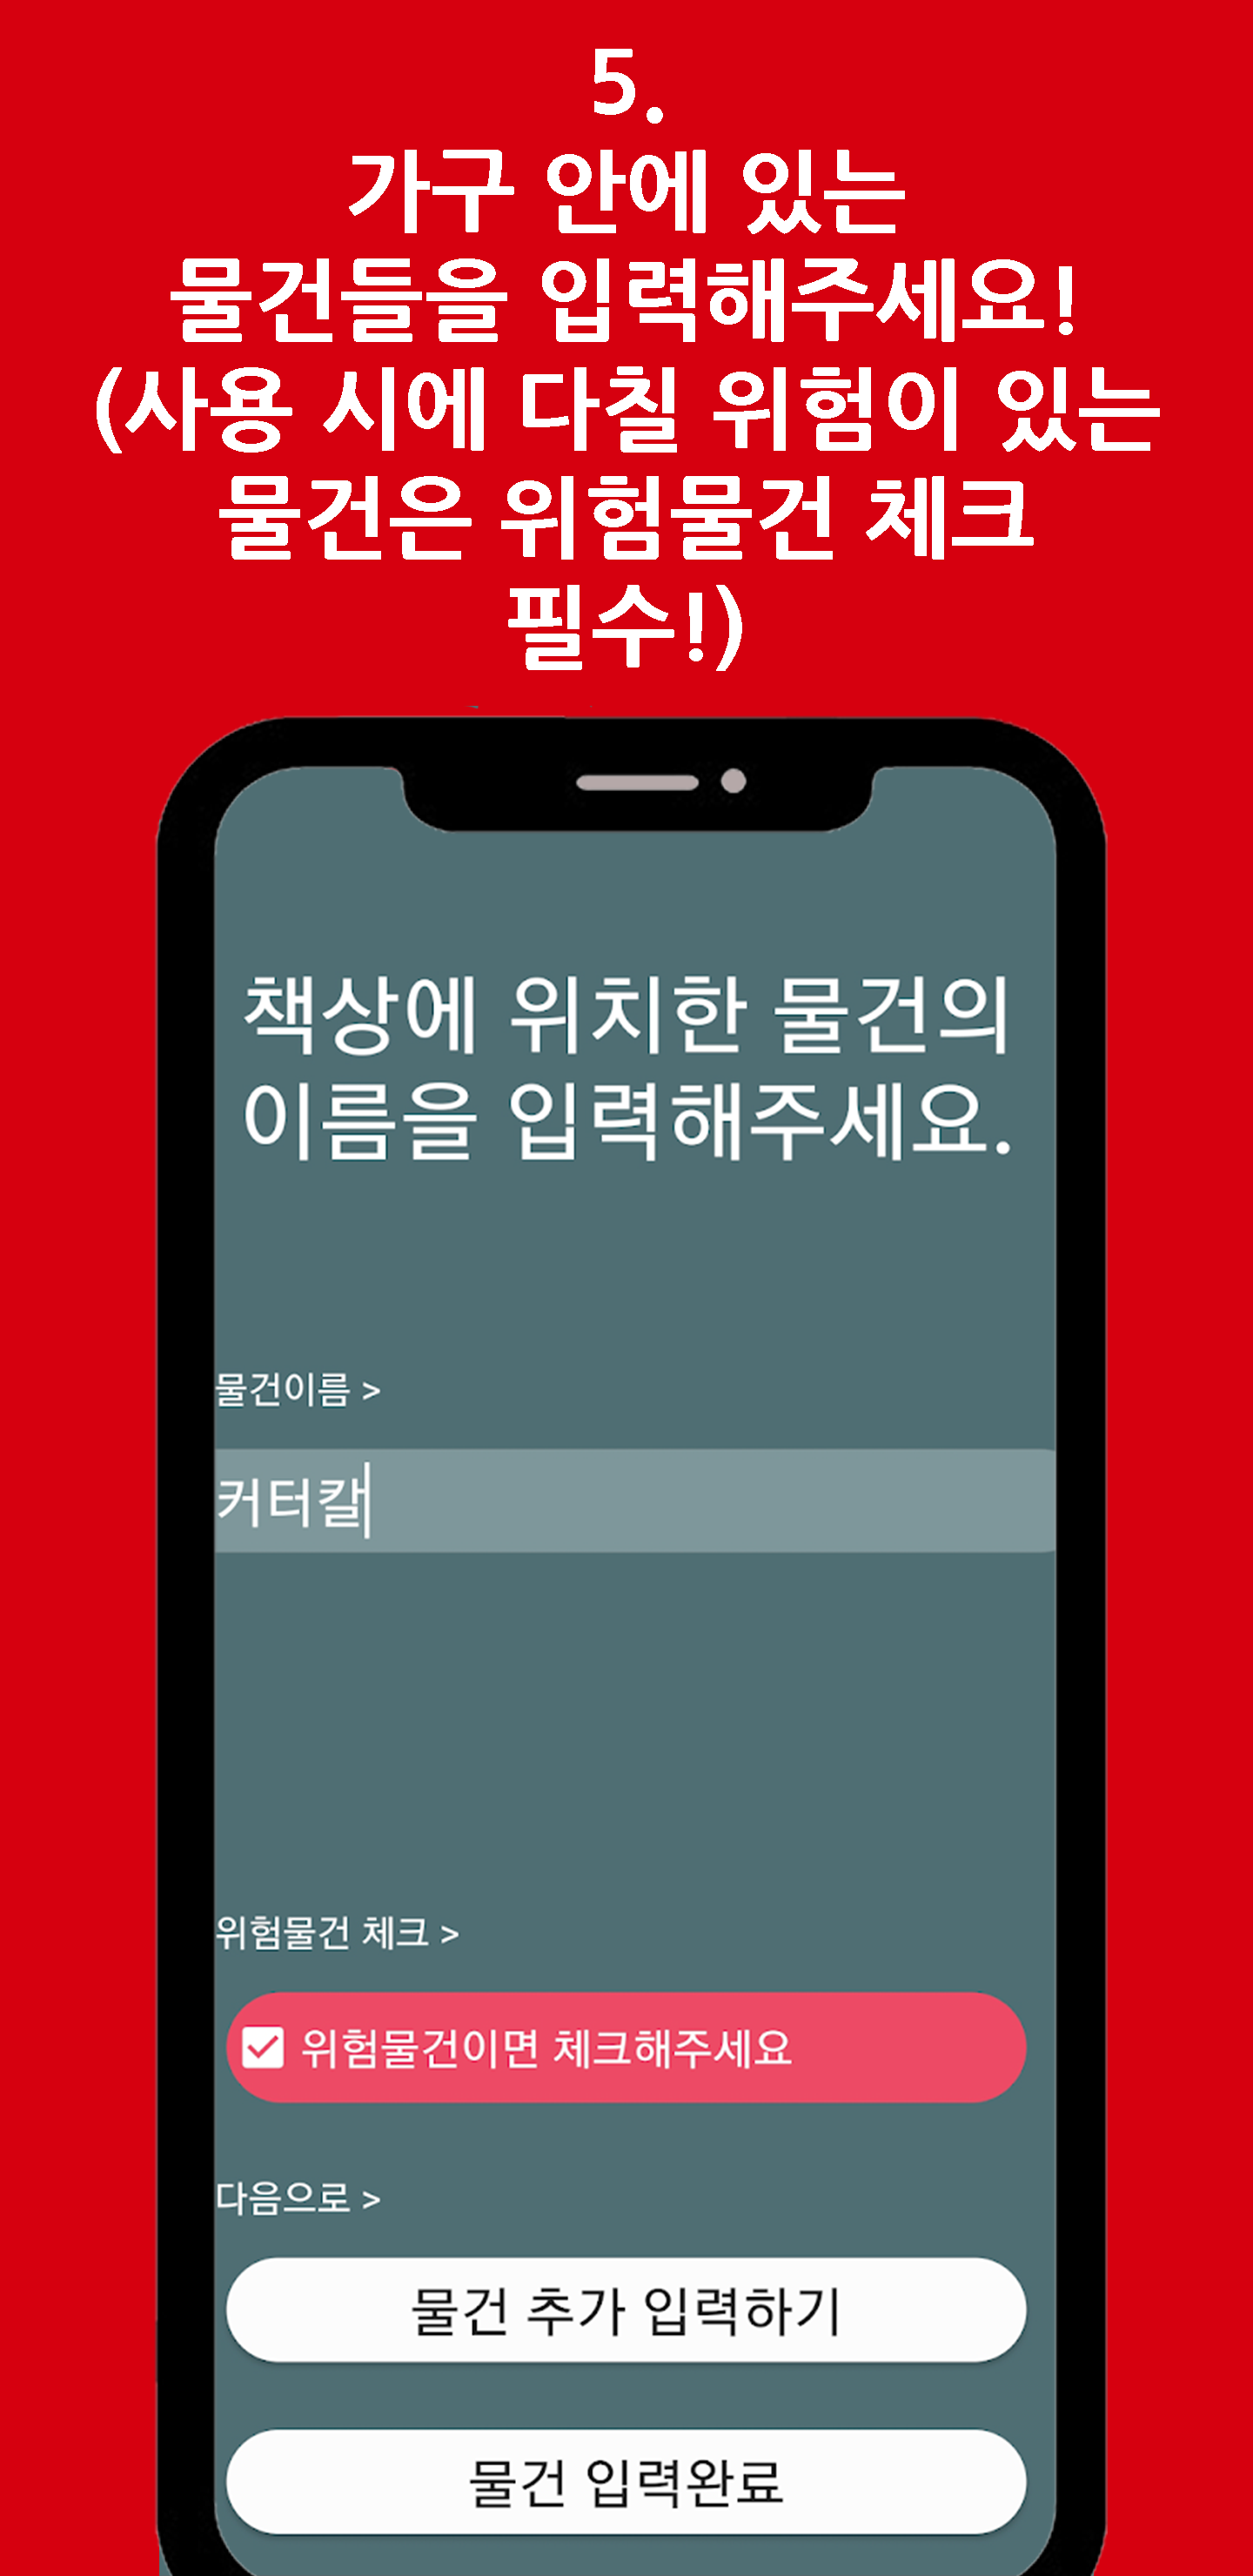 5.
가구 안에 있는
물건들을 입력해주세요!
(사용 시에 다칠 위험이 있는
물건은 위험물건 체크
필수!)
책상에 위치한 물건의
이름을 입력해주세요.
물건이름 >
커터캘
위험물건 체크 >
위험물건이면 체크해주세요
다음으로 >
물건 추가 입력하기
물건 입력완료